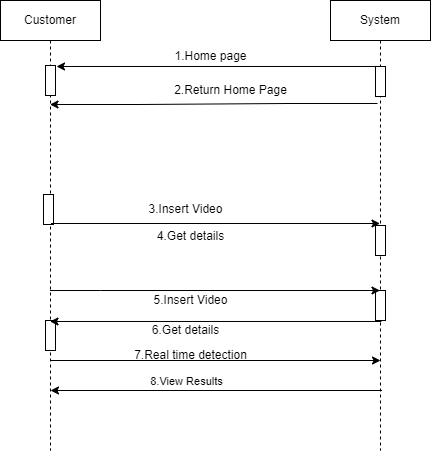 Customer
System
1.Home page
2.Return Home Page
3.Insert Video
4.Get details
5.Insert Video
6.Get details
7.Real time detection
8.View Results